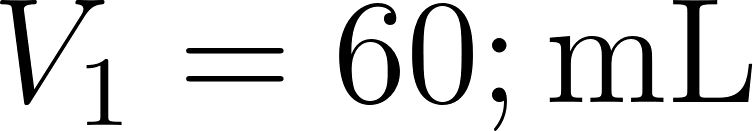 V₁ = 60; mL